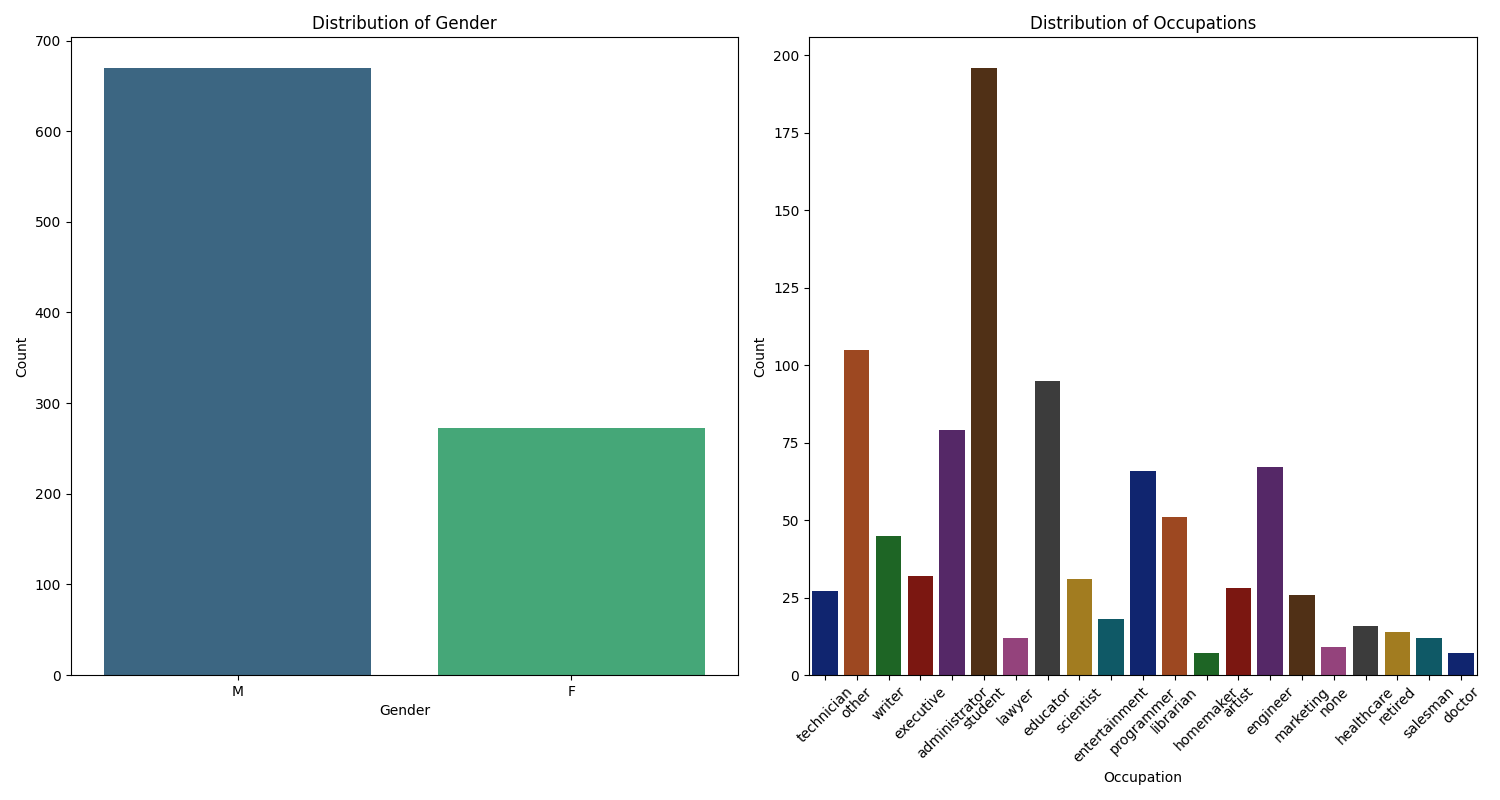 Distribution of Gender
700
600
500
400
300
200
100
0
Count
M
F
Gender
Distribution of Occupations
200
175
150
125
100
75
50
25
0
Count
technician
other
writer
executive
administrator
student
lawyer
educator
scientist
entertainment
programmer
librarian
homemaker
artist
engineer
marketing
none
healthcare
retired
salesman
doctor
Occupation